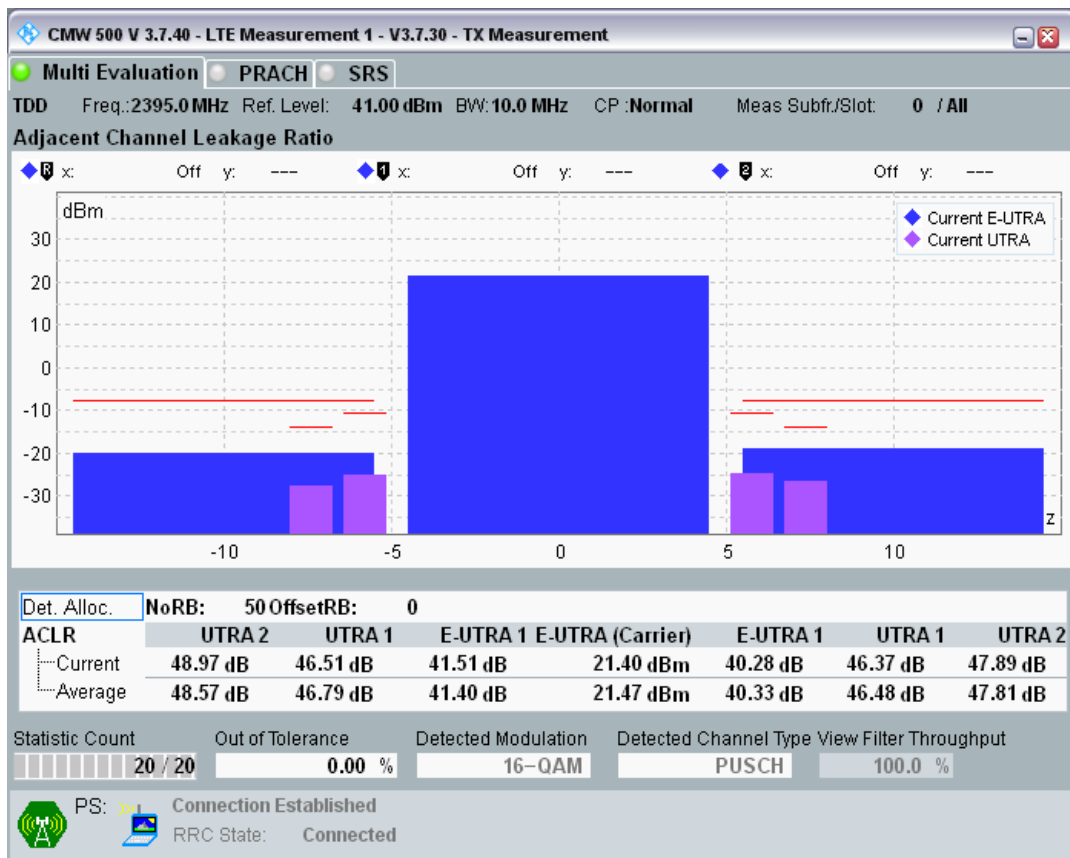 CMW 500 V 3.7.40 - LTE Measurement 1 - V3.7.30 - TX Measurement
Multi Evaluation PRACH SRS
TDD Freq.:2395.0 MHz Ref. Level: 41.00 dBm BW:10.0 MHz CP :Normal Meas Subfr./Slot: 0 / All
Adjacent Channel Leakage Ratio
R x: Off y: --- 1 x: Off y: --- 2 x: Off y: ---
dBm
Current E-UTRA
Current UTRA
30
20
10
0
-10
-20
-30
z
-10 -5 0 5 10
Det. Alloc. NoRB: 50 OffsetRB: 0
ACLR UTRA 2 UTRA 1 E-UTRA 1 E-UTRA (Carrier) E-UTRA 1 UTRA 1 UTRA 2
Current 48.97 dB 46.51 dB 41.51 dB 21.40 dBm 40.28 dB 46.37 dB 47.89 dB
Average 48.57 dB 46.79 dB 41.40 dB 21.47 dBm 40.33 dB 46.48 dB 47.81 dB
Statistic Count Out of Tolerance Detected Modulation Detected Channel Type View Filter Throughput
20 / 20 0.00 % 16-QAM PUSCH 100.0 %
PS: Connection Established
RRC State: Connected